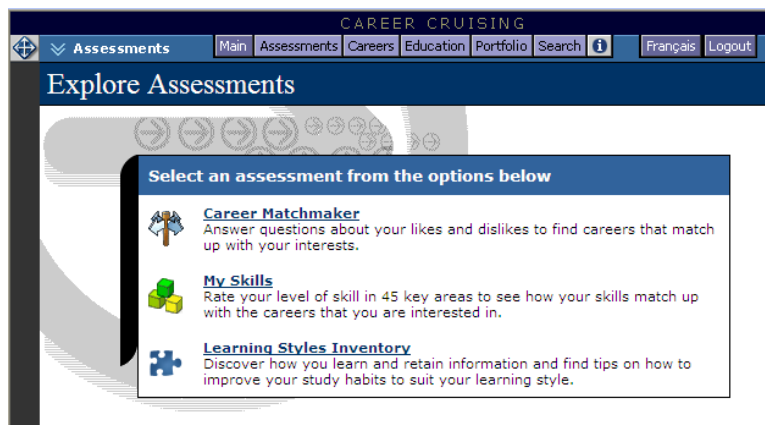 CAREER CRUISING
Assessments Main Assessments Careers Education Portfolio Search i Français Logout
Explore Assessments
Select an assessment from the options below
Career Matchmaker
Answer questions about your likes and dislikes to find careers that match
up with your interests.
My Skills
Rate your level of skill in 45 key areas to see how your skills match up
with the careers that you are interested in.
Learning Styles Inventory
Discover how you learn and retain information and find tips on how to
improve your study habits to suit your learning style.